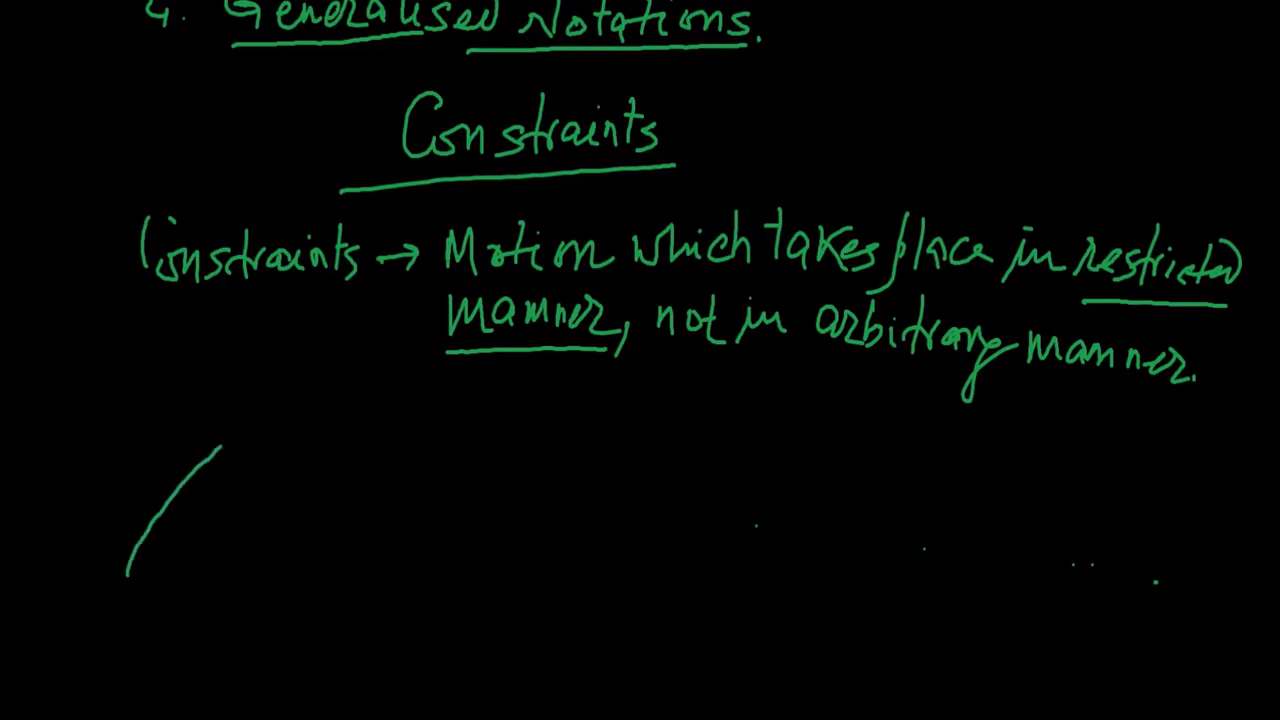 4. Generalised Notations.
Constraints
Constraints → Motion which takes place in restricted
manner, not in arbitrary manner.